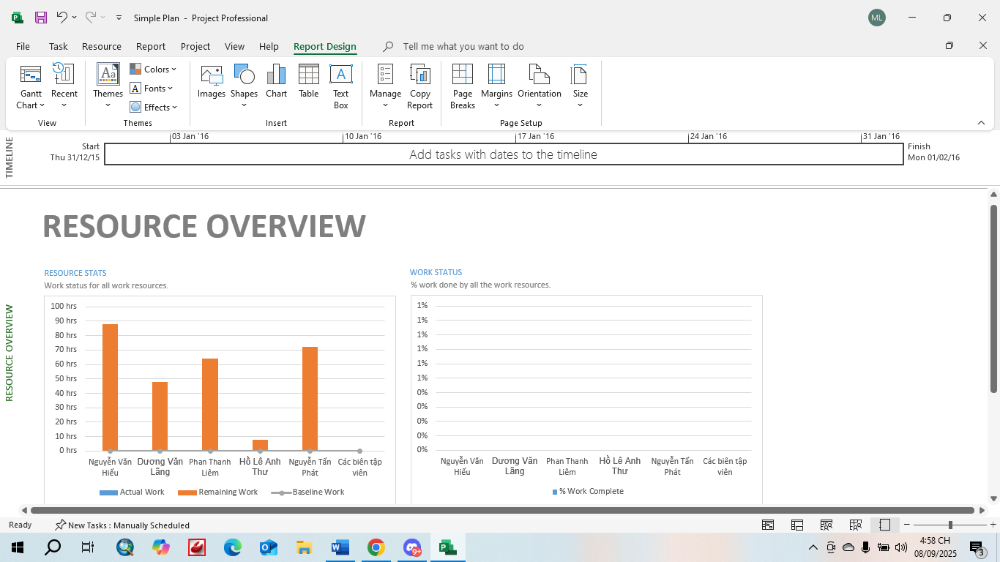 Simple Plan - Project Professional
ML
File Task Resource Report Project View Help Report Design Tell me what you want to do
Gantt Chart
Recent
View
Themes
Colors
Fonts
Effects
Themes
Images
Shapes
Chart
Table
Text Box
Insert
Manage
Copy Report
Report
Page Breaks
Margins
Orientation
Size
Page Setup
TIMELINE
03 Jan '16
10 Jan '16
17 Jan '16
24 Jan '16
31 Jan '16
Start
Thu 31/12/15
Add tasks with dates to the timeline
Finish
Mon 01/02/16
RESOURCE OVERVIEW
RESOURCE OVERVIEW
RESOURCE STATS
Work status for all work resources.
100 hrs
90 hrs
80 hrs
70 hrs
60 hrs
50 hrs
40 hrs
30 hrs
20 hrs
10 hrs
0 hrs
Nguyễn Văn Hiếu
Dương Văn Lãng
Phan Thanh Liêm
Hồ Lê Anh Thư
Nguyễn Tấn Phát
Các biên tập viên
Actual Work
Remaining Work
Baseline Work
WORK STATUS
% work done by all the work resources.
1%
1%
1%
1%
1%
1%
0%
0%
0%
0%
0%
Nguyễn Văn Hiếu
Dương Văn Lãng
Phan Thanh Liêm
Hồ Lê Anh Thư
Nguyễn Tấn Phát
Các biên tập viên
% Work Complete
Ready
New Tasks : Manually Scheduled
9+
4:58 CH
08/09/2025
3